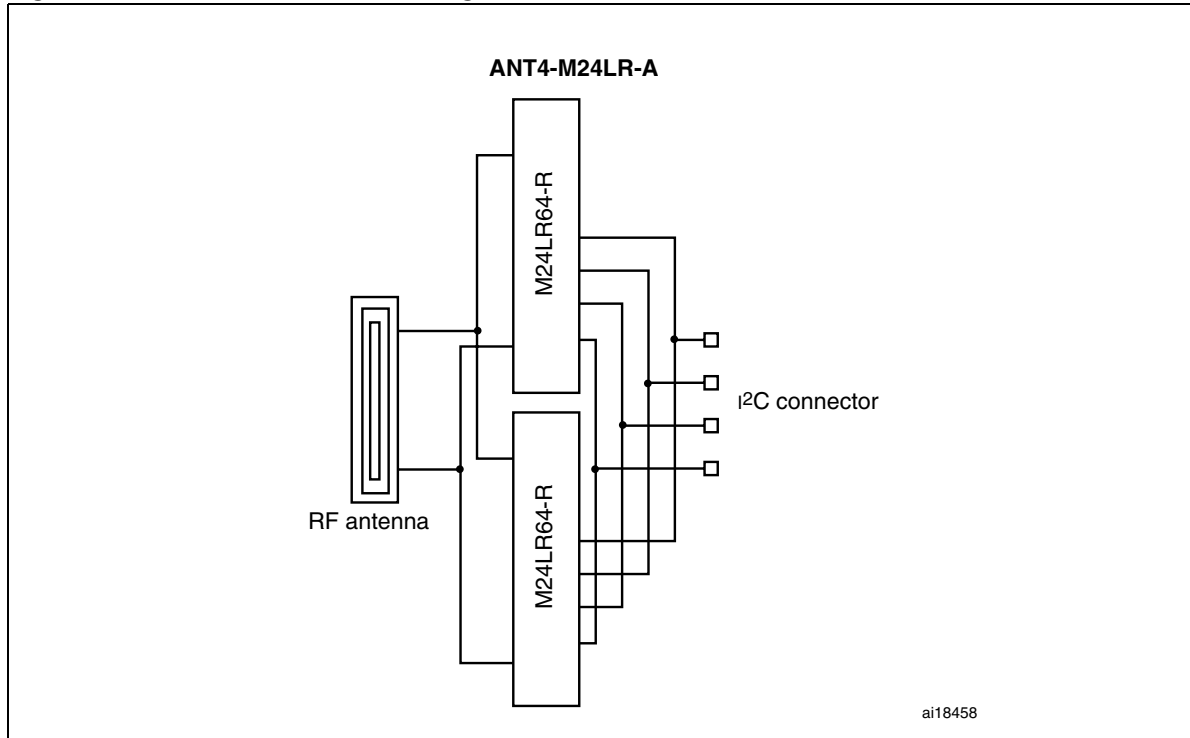 ANT4-M24LR-A
M24LR64-R
I²C connector
RF antenna
M24LR64-R
ai18458